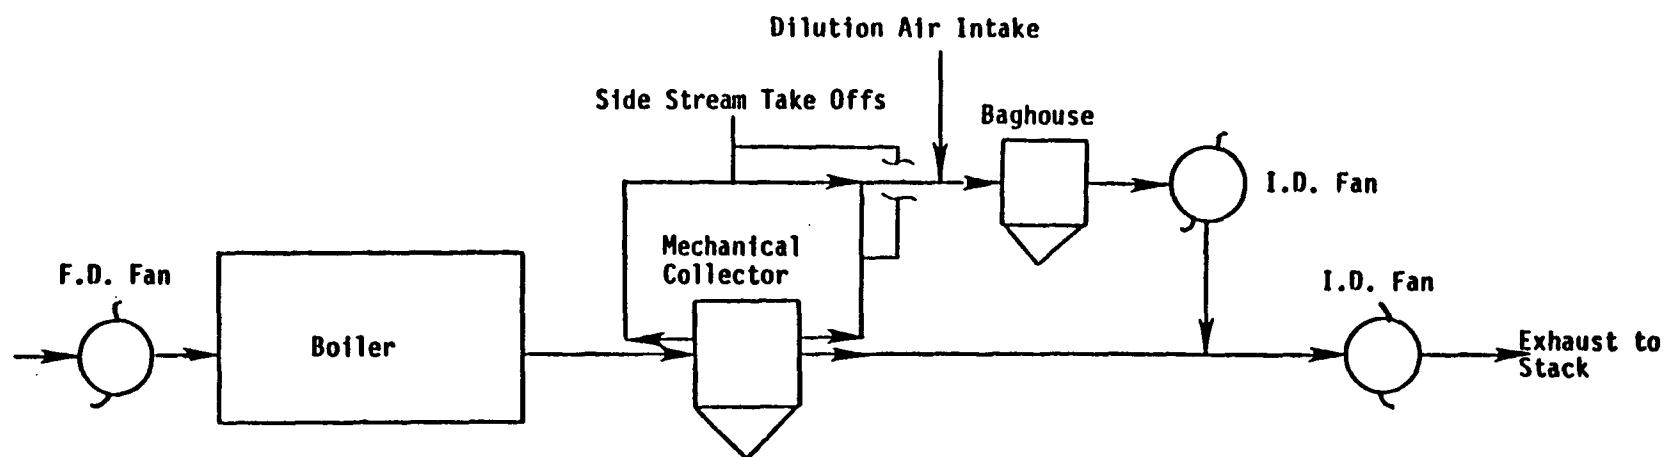 Dilution Air Intake
Side Stream Take Offs
Baghouse
I.D. Fan
Mechanical
Collector
F.D. Fan
I.D. Fan
Boiler
Exhaust to
Stack